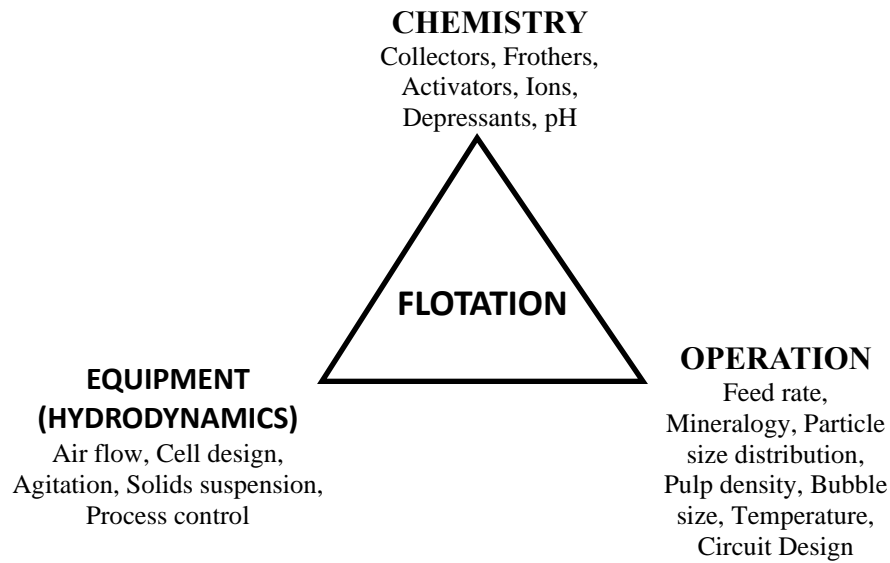 CHEMISTRY
Collectors, Frothers,
Activators, Ions,
Depressants, pH
FLOTATION
EQUIPMENT
(HYDRODYNAMICS)
Air flow, Cell design,
Agitation, Solids suspension,
Process control
OPERATION
Feed rate,
Mineralogy, Particle
size distribution,
Pulp density, Bubble
size, Temperature,
Circuit Design